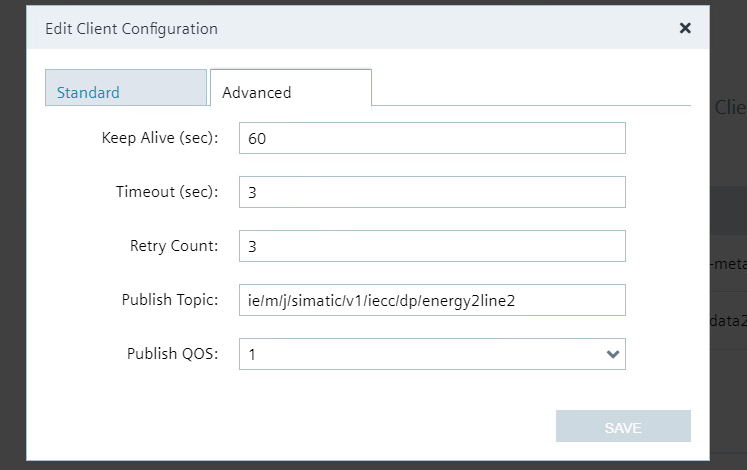 Edit Client Configuration
Standard
Advanced
Clie
Keep Alive (sec): 60
Timeout (sec): 3
Retry Count: 3
-meta
Publish Topic: ie/m/j/simatic/v1/iecc/dp/energy2line2
data2
Publish QOS: 1
SAVE